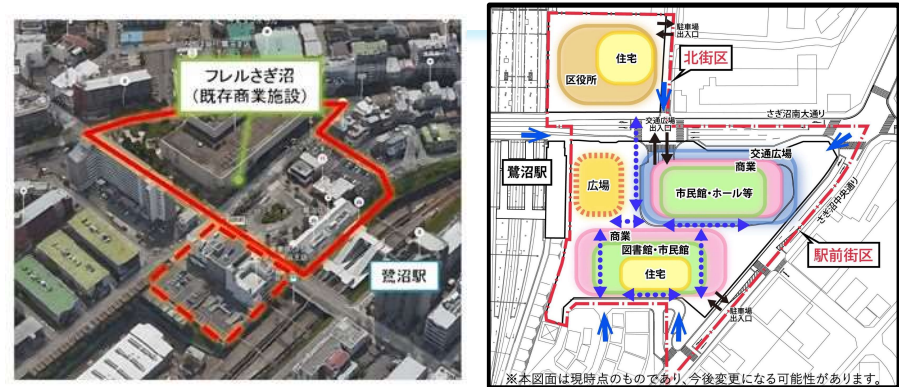 フレルさぎ沼
(既存商業施設)
鷺沼駅
駐車場
出入口
住宅
区役所
北街区
交通広場
出入口
さぎ沼南大通り
交通広場
商業
鷺沼駅
広場
市民館・ホール等
さぎ沼中央通り
商業
図書館・市民館
住宅
駅前街区
駐車場
出入口
※本図面は現時点のものであり、今後変更になる可能性があります。